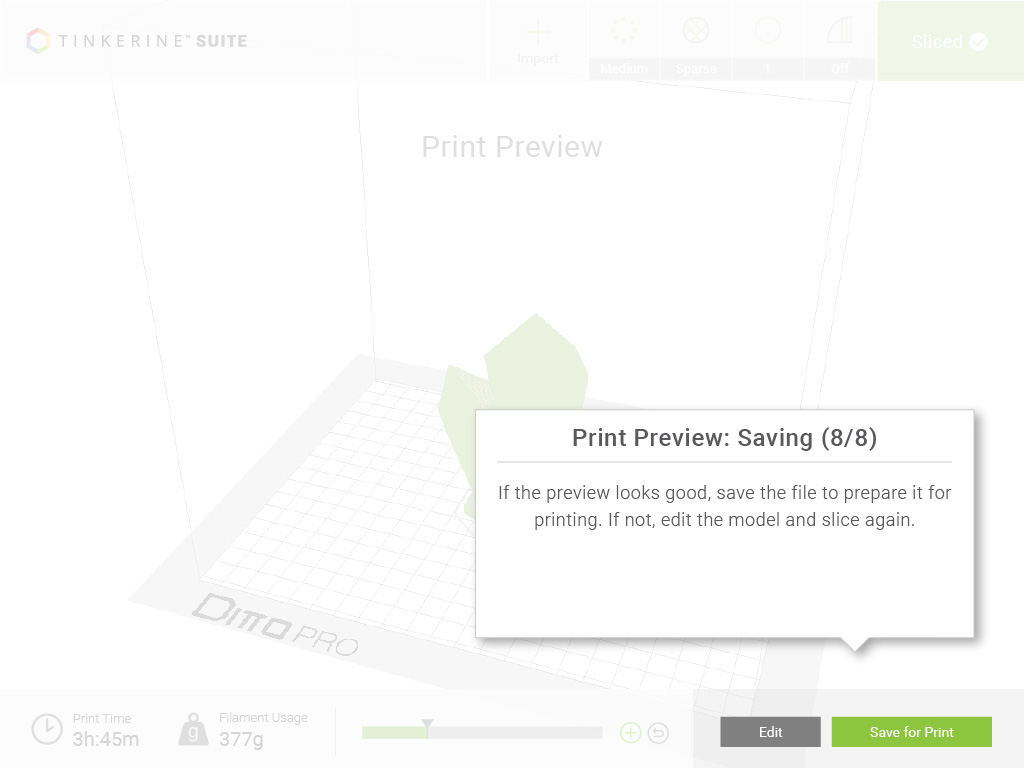 TINKERINE™ SUITE
Import
Medium
Sparse
1
Off
Sliced
Print Preview
Print Preview: Saving (8/8)
If the preview looks good, save the file to prepare it for
printing. If not, edit the model and slice again.
DITTO PRO
Print Time
3h:45m
g
Filament Usage
377g
Edit
Save for Print